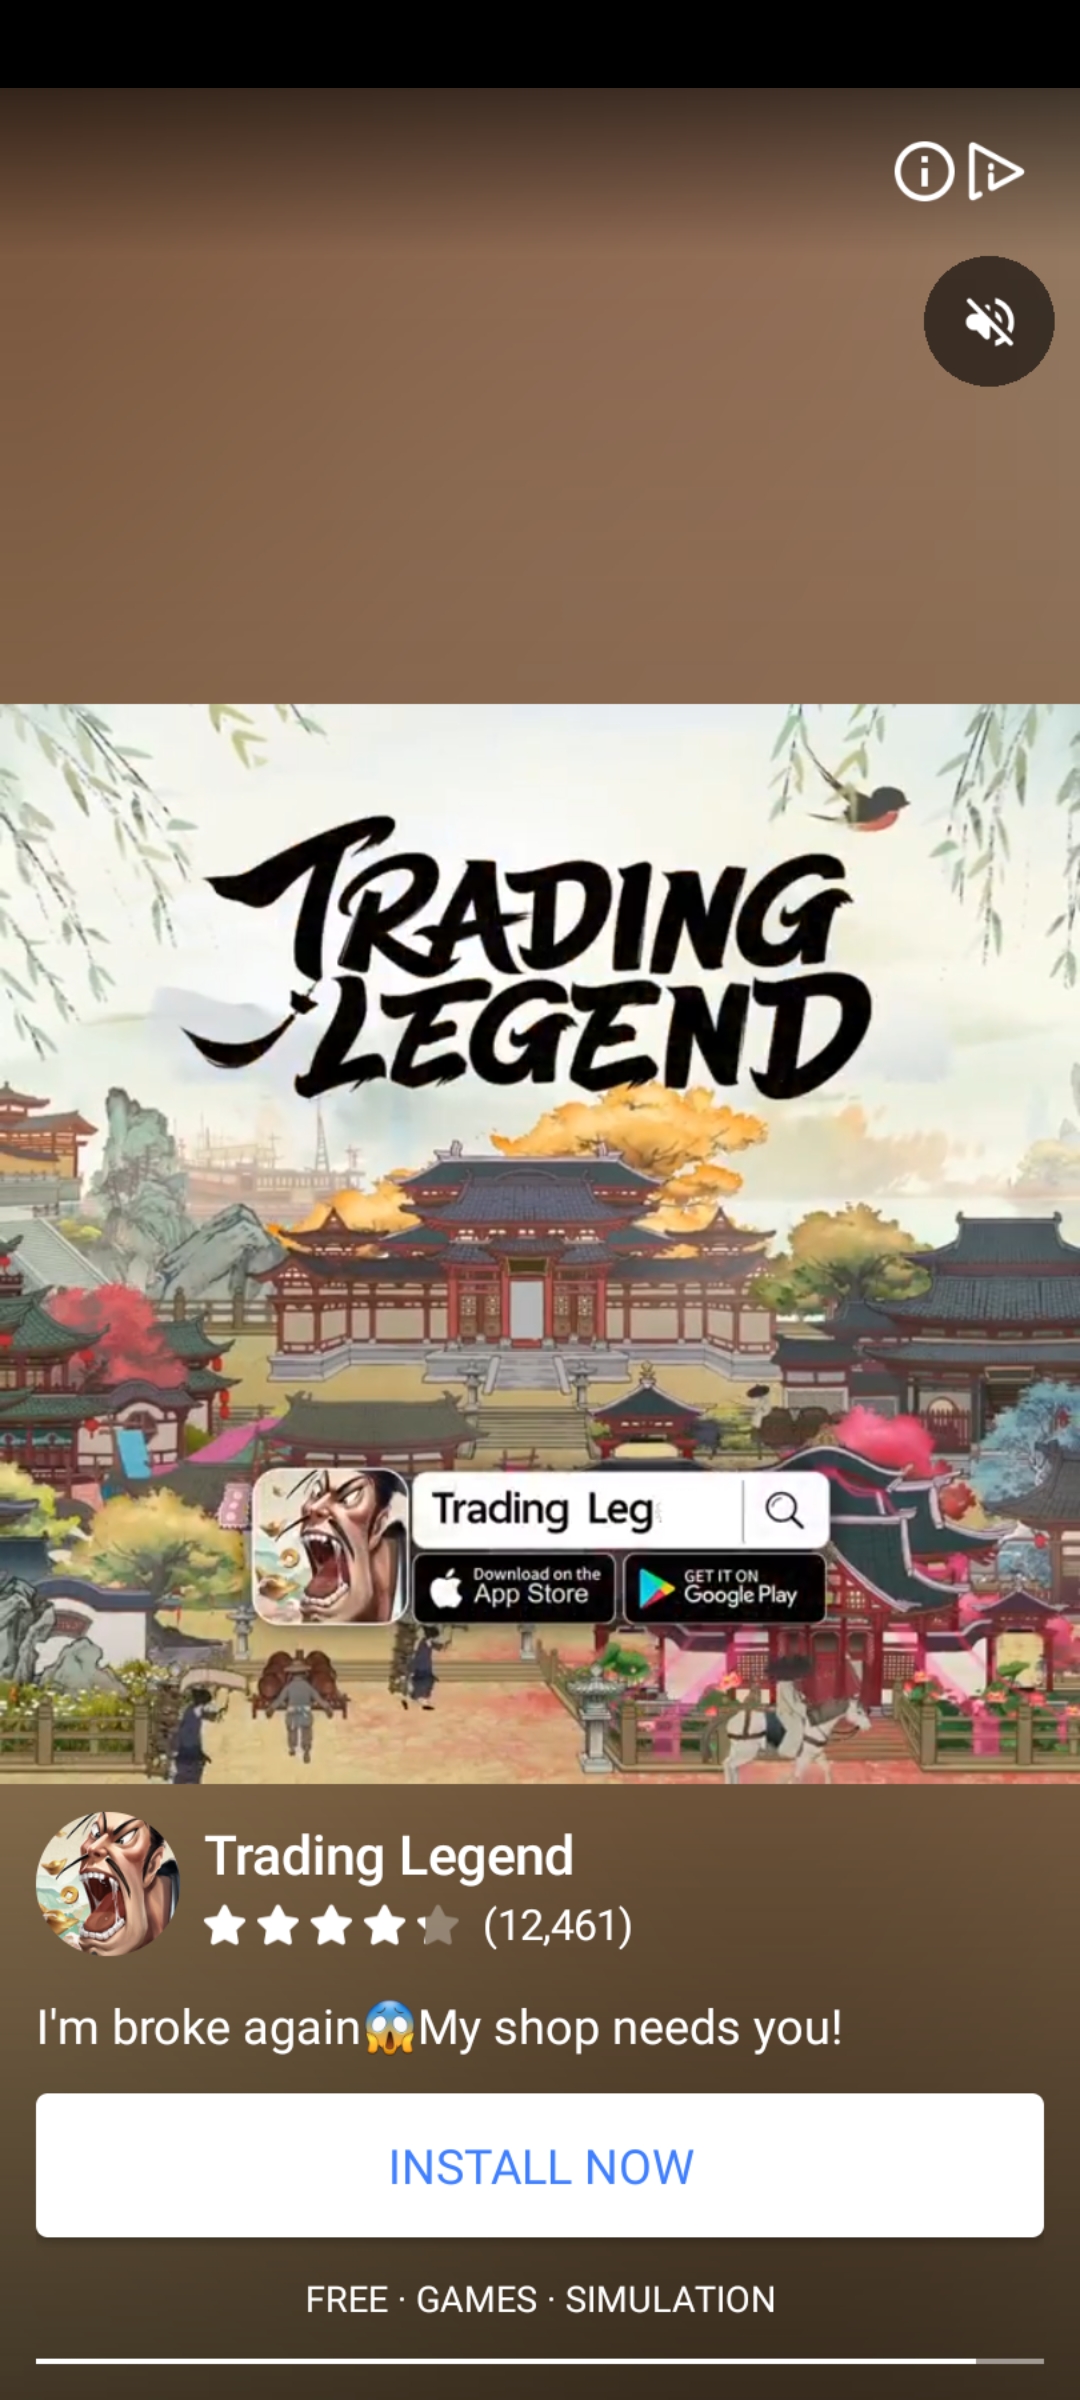 TRADING
LEGEND
Trading Leg
Download on the
App Store
GET IT ON
Google Play
Trading Legend
(12,461)
I'm broke again😱My shop needs you!
INSTALL NOW
FREE · GAMES · SIMULATION